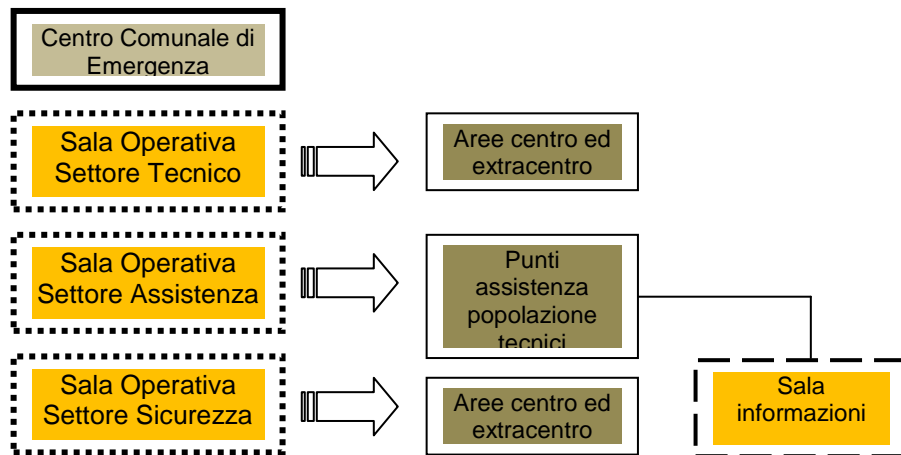 Centro Comunale di
Emergenza
Sala Operativa
Settore Tecnico
Aree centro ed
extracentro
Sala Operativa
Settore Assistenza
Punti
assistenza
popolazione
tecnici
Sala Operativa
Settore Sicurezza
Aree centro ed
extracentro
Sala
informazioni